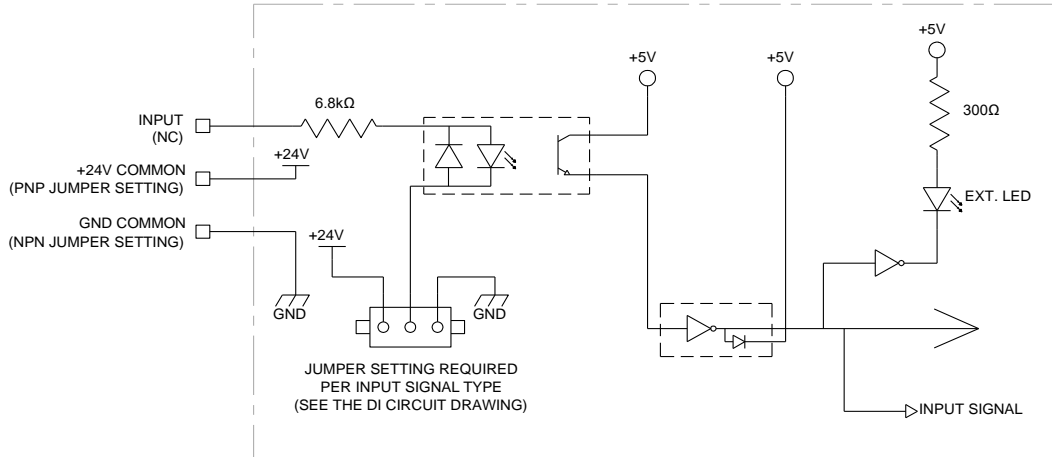 +5V
+5V
+5V
6.8kΩ
300Ω
INPUT
(NC)
+24V
+24V COMMON
(PNP JUMPER SETTING)
EXT. LED
GND COMMON
(NPN JUMPER SETTING)
+24V
GND
GND
JUMPER SETTING REQUIRED
PER INPUT SIGNAL TYPE
(SEE THE DI CIRCUIT DRAWING)
INPUT SIGNAL